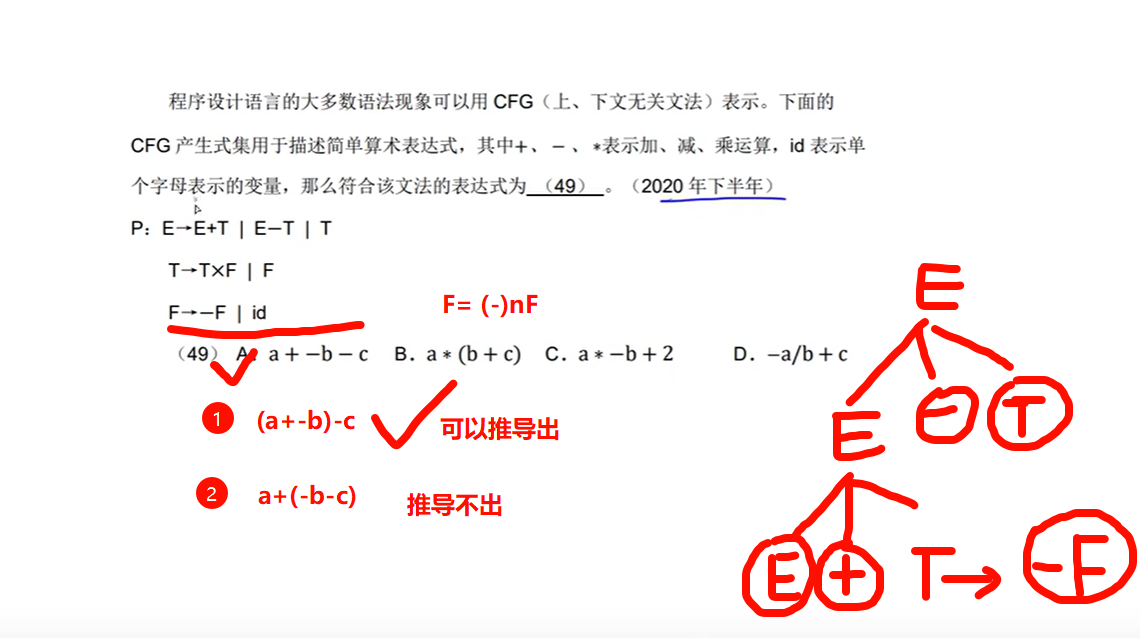 程序设计语言的大多数语法现象可以用 CFG（上、下文无关文法）表示。下面的
CFG 产生式集用于描述简单算术表达式，其中+、－、*表示加、减、乘运算，id 表示单
个字母表示的变量，那么符合该文法的表达式为 （49） 。（2020 年下半年）
P：E→E+T | E－T | T
T→T×F | F
F→－F | id
F= (-)nF
（49） A. a + −b − c B. a ∗ (b + c) C. a ∗ −b + 2 D. −a/b + c
1 (a+-b)-c 可以推导出
2 a+(-b-c) 推导不出
E
E - T
E + T → -F